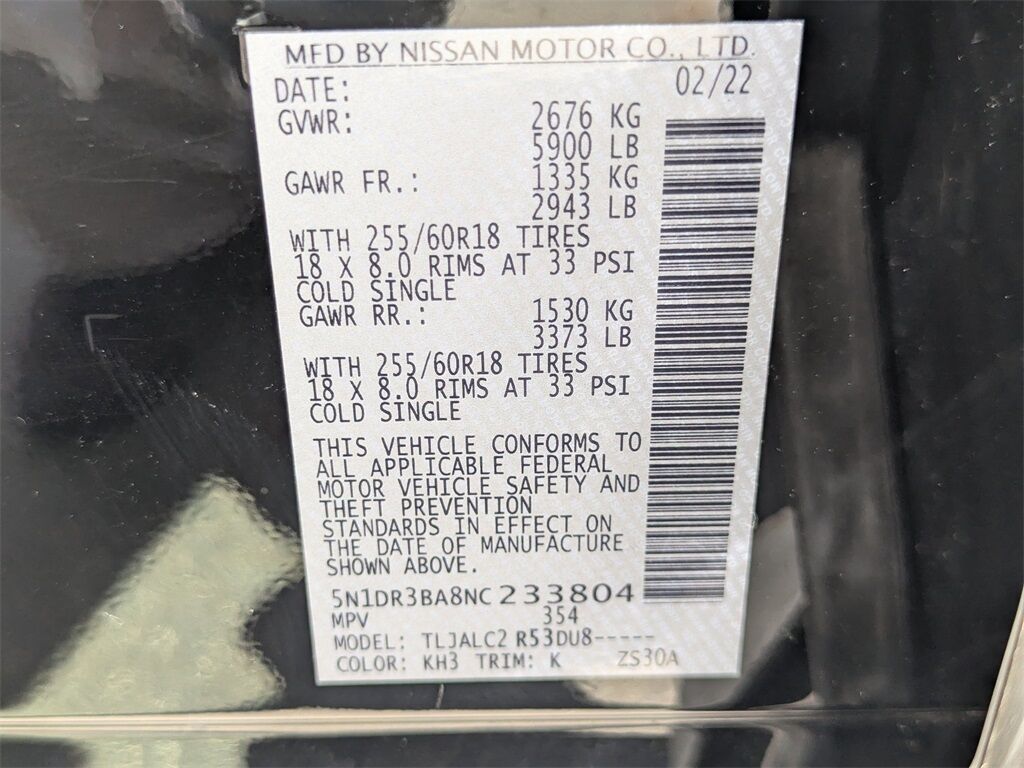 MFD BY NISSAN MOTOR CO., LTD.
DATE: 02/22
GVWR: 2676 KG
5900 LB
GAWR FR.: 1335 KG
2943 LB
WITH 255/60R18 TIRES
18 X 8.0 RIMS AT 33 PSI
COLD SINGLE
GAWR RR.: 1530 KG
3373 LB
WITH 255/60R18 TIRES
18 X 8.0 RIMS AT 33 PSI
COLD SINGLE
THIS VEHICLE CONFORMS TO
ALL APPLICABLE FEDERAL
MOTOR VEHICLE SAFETY AND
THEFT PREVENTION
STANDARDS IN EFFECT ON
THE DATE OF MANUFACTURE
SHOWN ABOVE.
5N1DR3BA8NC233804
MPV 354
MODEL: TLJALC2 R53DU8-----
COLOR: KH3 TRIM: K ZS30A